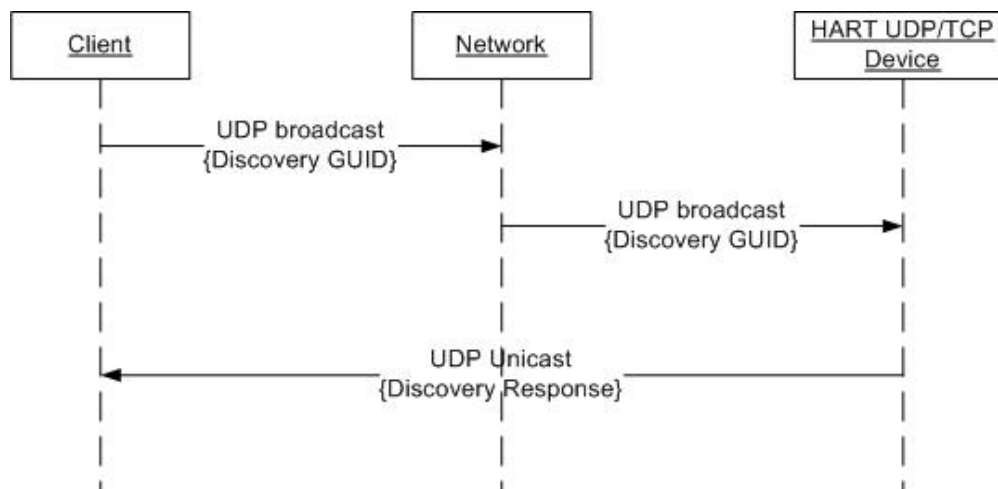 Client
Network
HART UDP/TCP
Device
UDP broadcast
{Discovery GUID}
UDP broadcast
{Discovery GUID}
UDP Unicast
{Discovery Response}